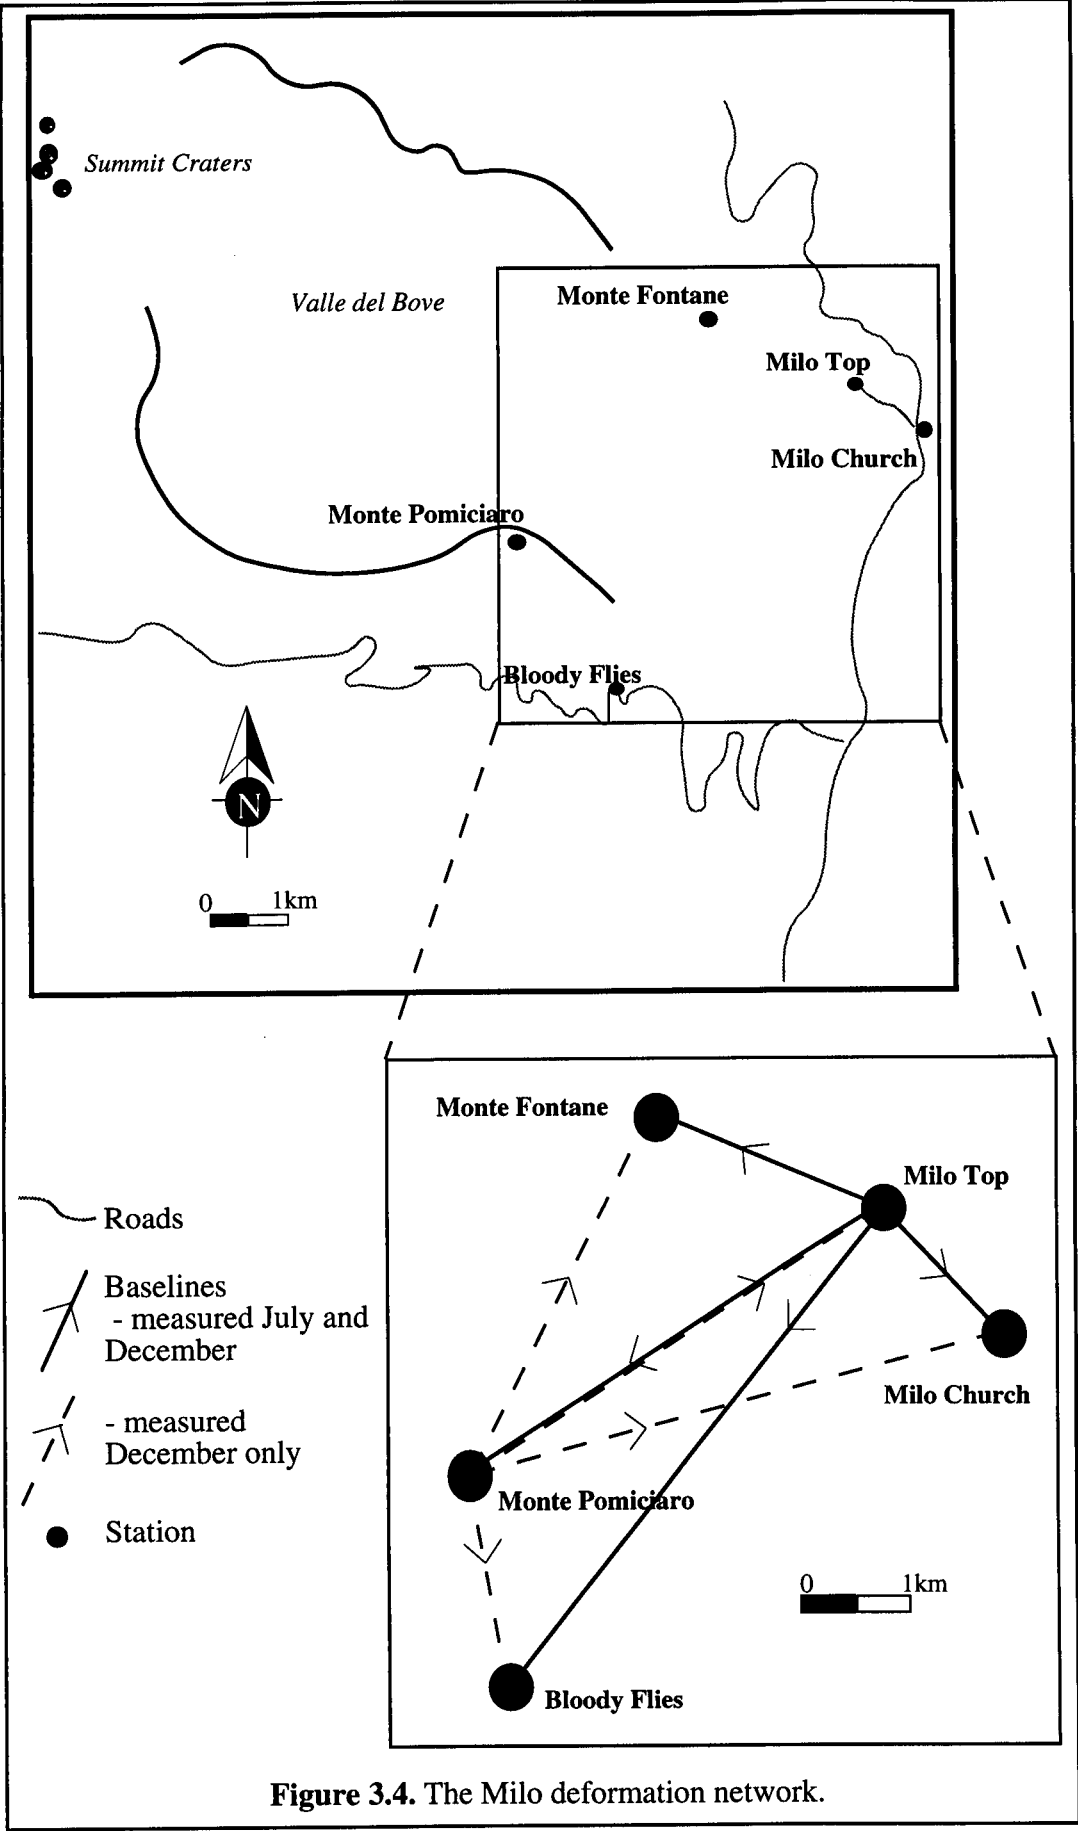 Summit Craters
Valle del Bove
Monte Fontane
Milo Top
Milo Church
Monte Pomiciaro
Bloody Flies
N
0 1km
Monte Fontane
Milo Top
Milo Church
Monte Pomiciaro
Bloody Flies
0 1km
Roads
Baselines
- measured July and
December
- measured
December only
Station
Figure 3.4. The Milo deformation network.